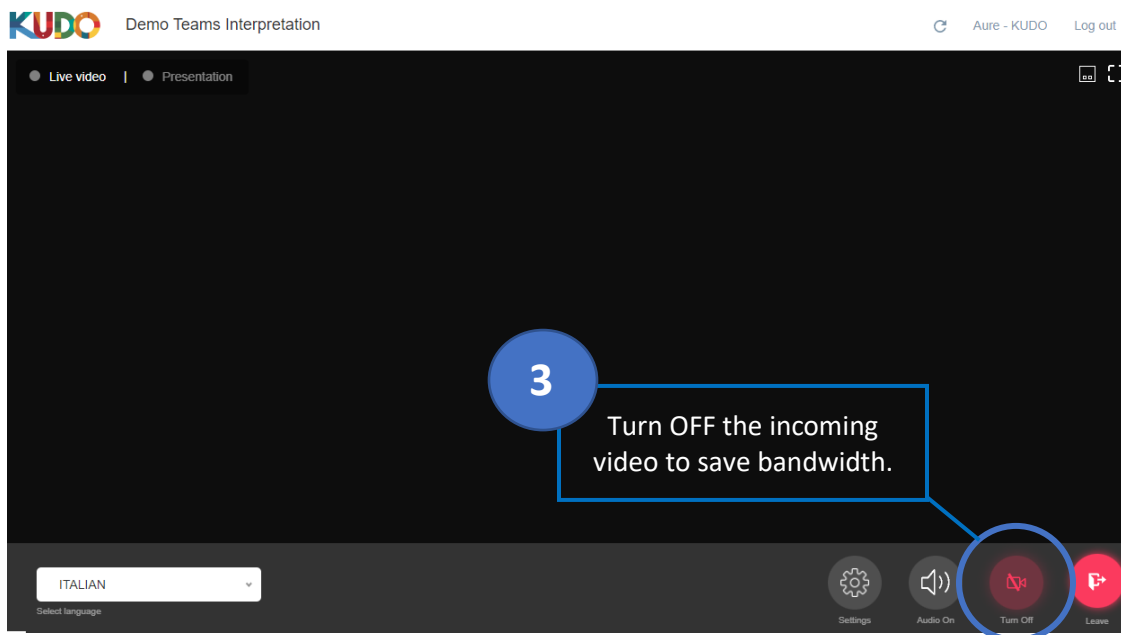 KUDO
Demo Teams Interpretation
Aure - KUDO
Log out
Live video | Presentation
3
Turn OFF the incoming
video to save bandwidth.
ITALIAN
Select language
Settings
Audio On
Turn Off
Leave